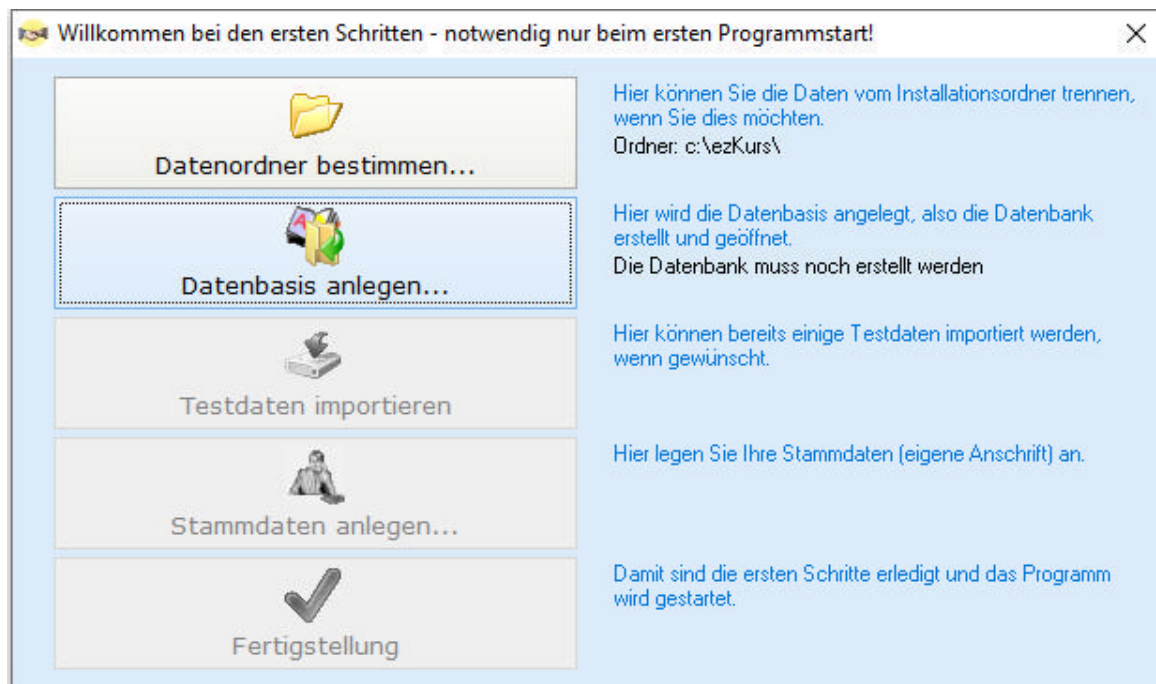 Willkommen bei den ersten Schritten - notwendig nur beim ersten Programmstart!
Datenordner bestimmen...
Hier können Sie die Daten vom Installationsordner trennen,
wenn Sie dies möchten.
Ordner: c:\ezKurs\
Datenbasis anlegen...
Hier wird die Datenbasis angelegt, also die Datenbank
erstellt und geöffnet.
Die Datenbank muss noch erstellt werden
Testdaten importieren
Hier können bereits einige Testdaten importiert werden,
wenn gewünscht.
Stammdaten anlegen...
Hier legen Sie Ihre Stammdaten (eigene Anschrift) an.
Fertigstellung
Damit sind die ersten Schritte erledigt und das Programm
wird gestartet.